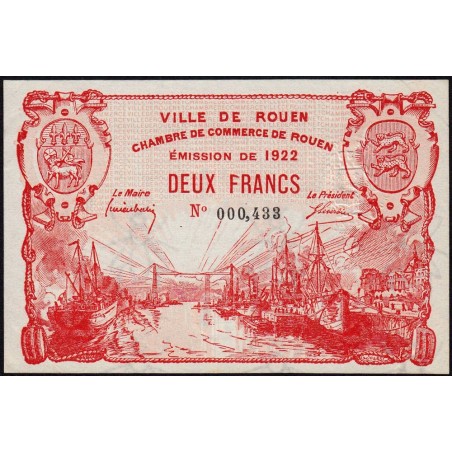 VILLE DE ROUEN
CHAMBRE DE COMMERCE DE ROUEN
ÉMISSION DE 1922
DEUX FRANCS
Le Maire
Le Président
No 000,433